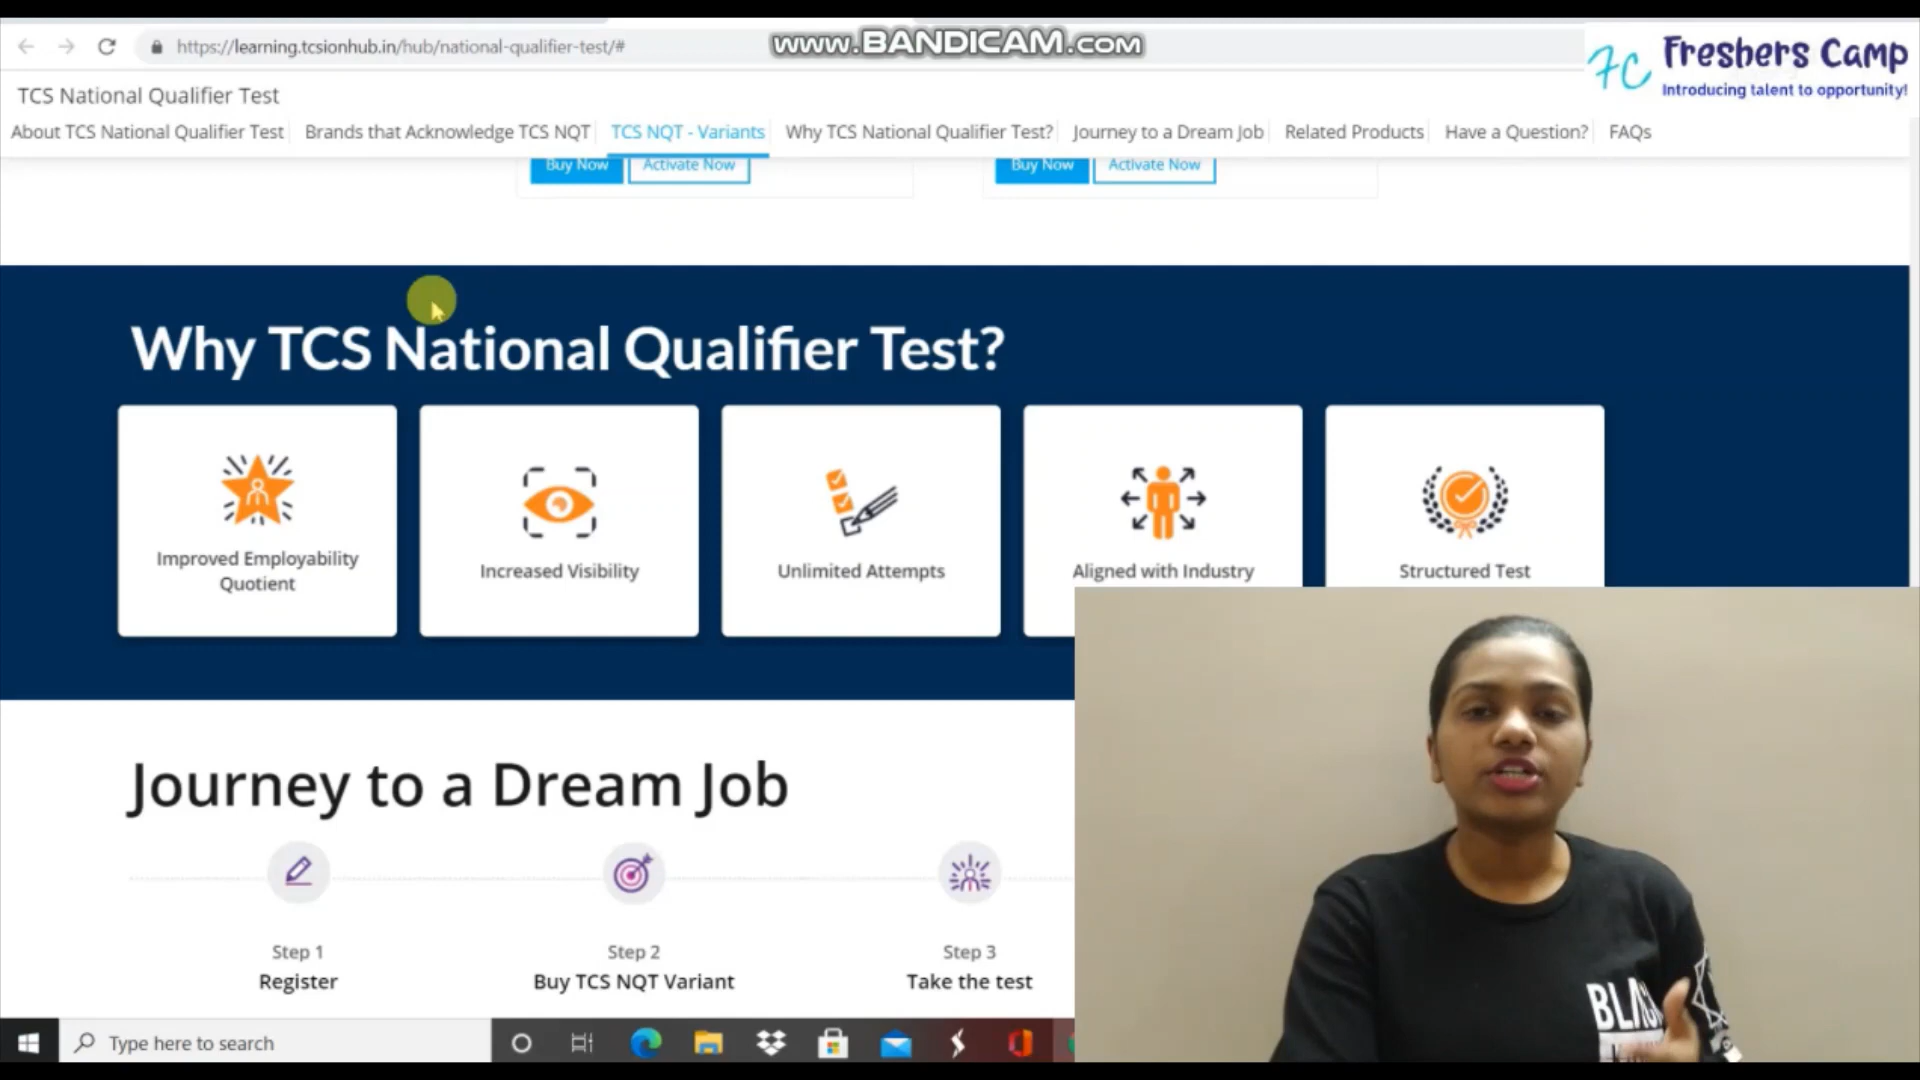 https://learning.tcsionhub.in/hub/national-qualifier-test/#
www.BANDICAM.com
FC
Freshers Camp
Introducing talent to opportunity!
TCS National Qualifier Test
About TCS National Qualifier Test
Brands that Acknowledge TCS NQT
TCS NQT - Variants
Why TCS National Qualifier Test?
Journey to a Dream Job
Related Products
Have a Question?
FAQs
Buy Now
Activate Now
Buy Now
Activate Now
Why TCS National Qualifier Test?
Improved Employability
Quotient
Increased Visibility
Unlimited Attempts
Aligned with Industry
Structured Test
Journey to a Dream Job
Step 1
Register
Step 2
Buy TCS NQT Variant
Step 3
Take the test
Type here to search